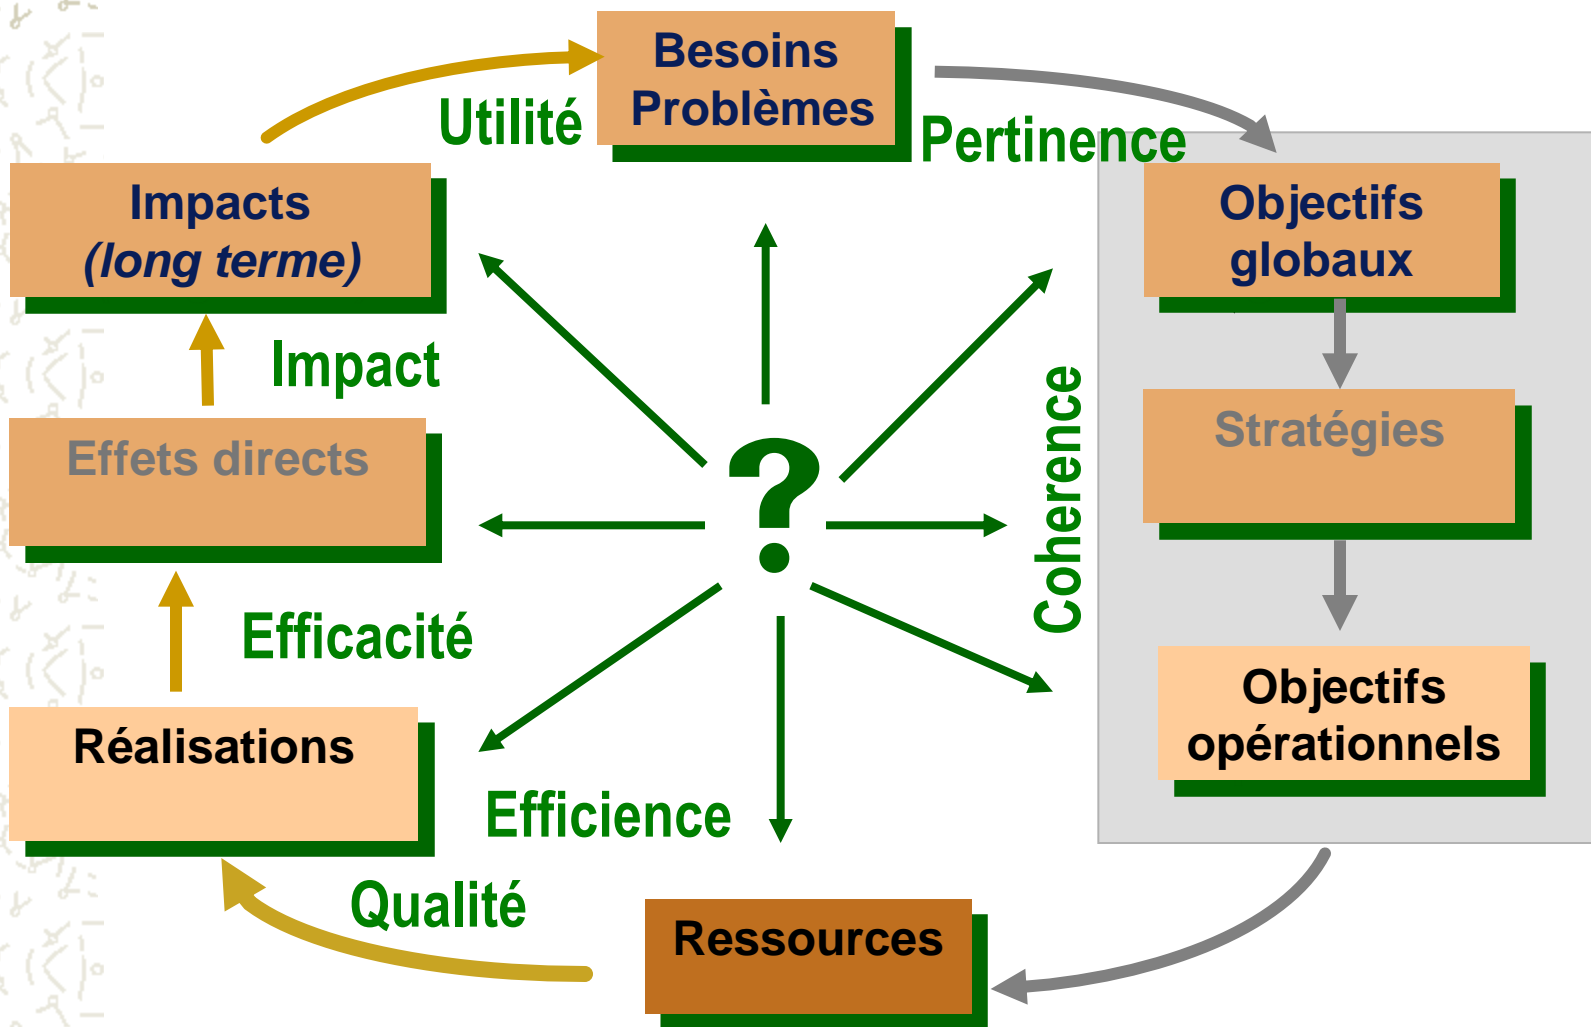 Besoins
Problèmes
Utilité
Pertinence
Impacts
(long terme)
Objectifs
globaux
Impact
Coherence
Effets directs
Stratégies
?
Efficacité
Objectifs
opérationnels
Réalisations
Efficience
Qualité
Ressources